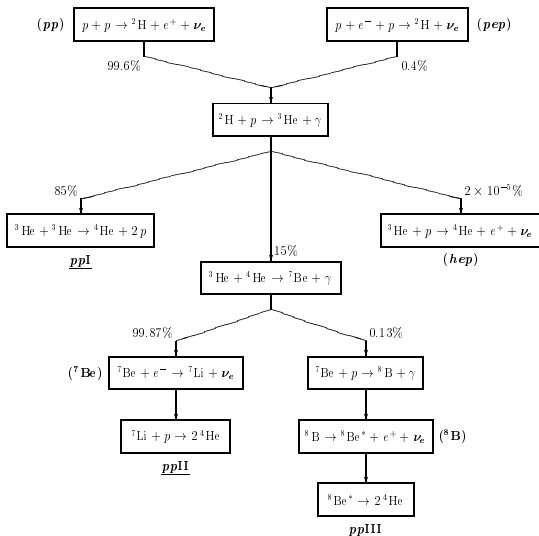 (pp) p + p → ²H + e⁺ + νₑ p + e⁻ + p → ²H + νₑ (pep)
99.6% 0.4%
²H + p → ³He + γ
85% 2 × 10⁻⁵%
³He + ³He → ⁴He + 2 p ³He + p → ⁴He + e⁺ + νₑ
ppI 15% (hep)
³He + ⁴He → ⁷Be + γ
99.87% 0.13%
(⁷Be) ⁷Be + e⁻ → ⁷Li + νₑ ⁷Be + p → ⁸B + γ
⁷Li + p → 2 ⁴He ⁸B → ⁸Be* + e⁺ + νₑ (⁸B)
ppII
⁸Be* → 2 ⁴He
ppIII